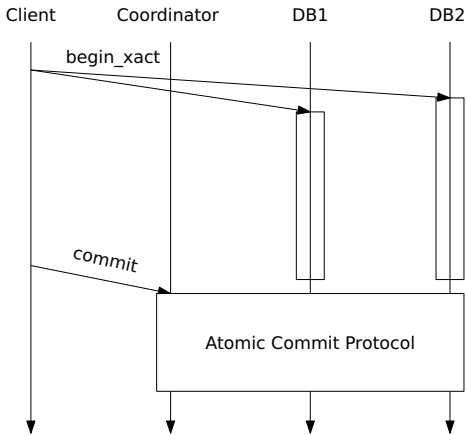 Client Coordinator DB1 DB2
begin_xact
commit
Atomic Commit Protocol